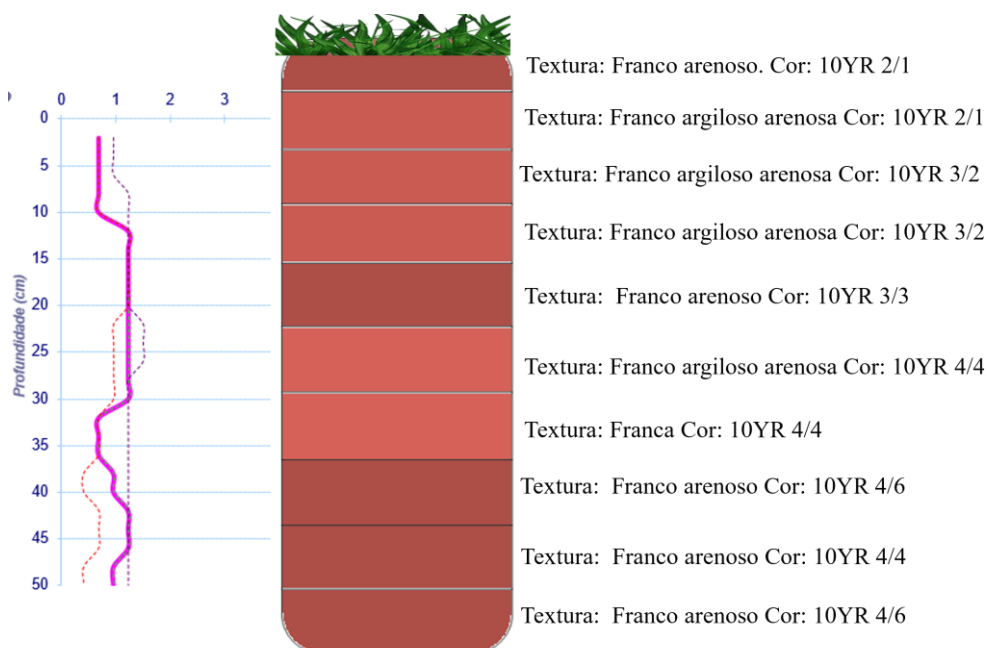 Textura: Franco arenoso. Cor: 10YR 2/1
0 1 2 3
0
Textura: Franco argiloso arenosa Cor: 10YR 2/1
5
Textura: Franco argiloso arenosa Cor: 10YR 3/2
10
Textura: Franco argiloso arenosa Cor: 10YR 3/2
15
Textura: Franco arenoso Cor: 10YR 3/3
20
Profundidade (cm)
25
Textura: Franco argiloso arenosa Cor: 10YR 4/4
30
35
Textura: Franca Cor: 10YR 4/4
40
Textura: Franco arenoso Cor: 10YR 4/6
45
Textura: Franco arenoso Cor: 10YR 4/4
50
Textura: Franco arenoso Cor: 10YR 4/6